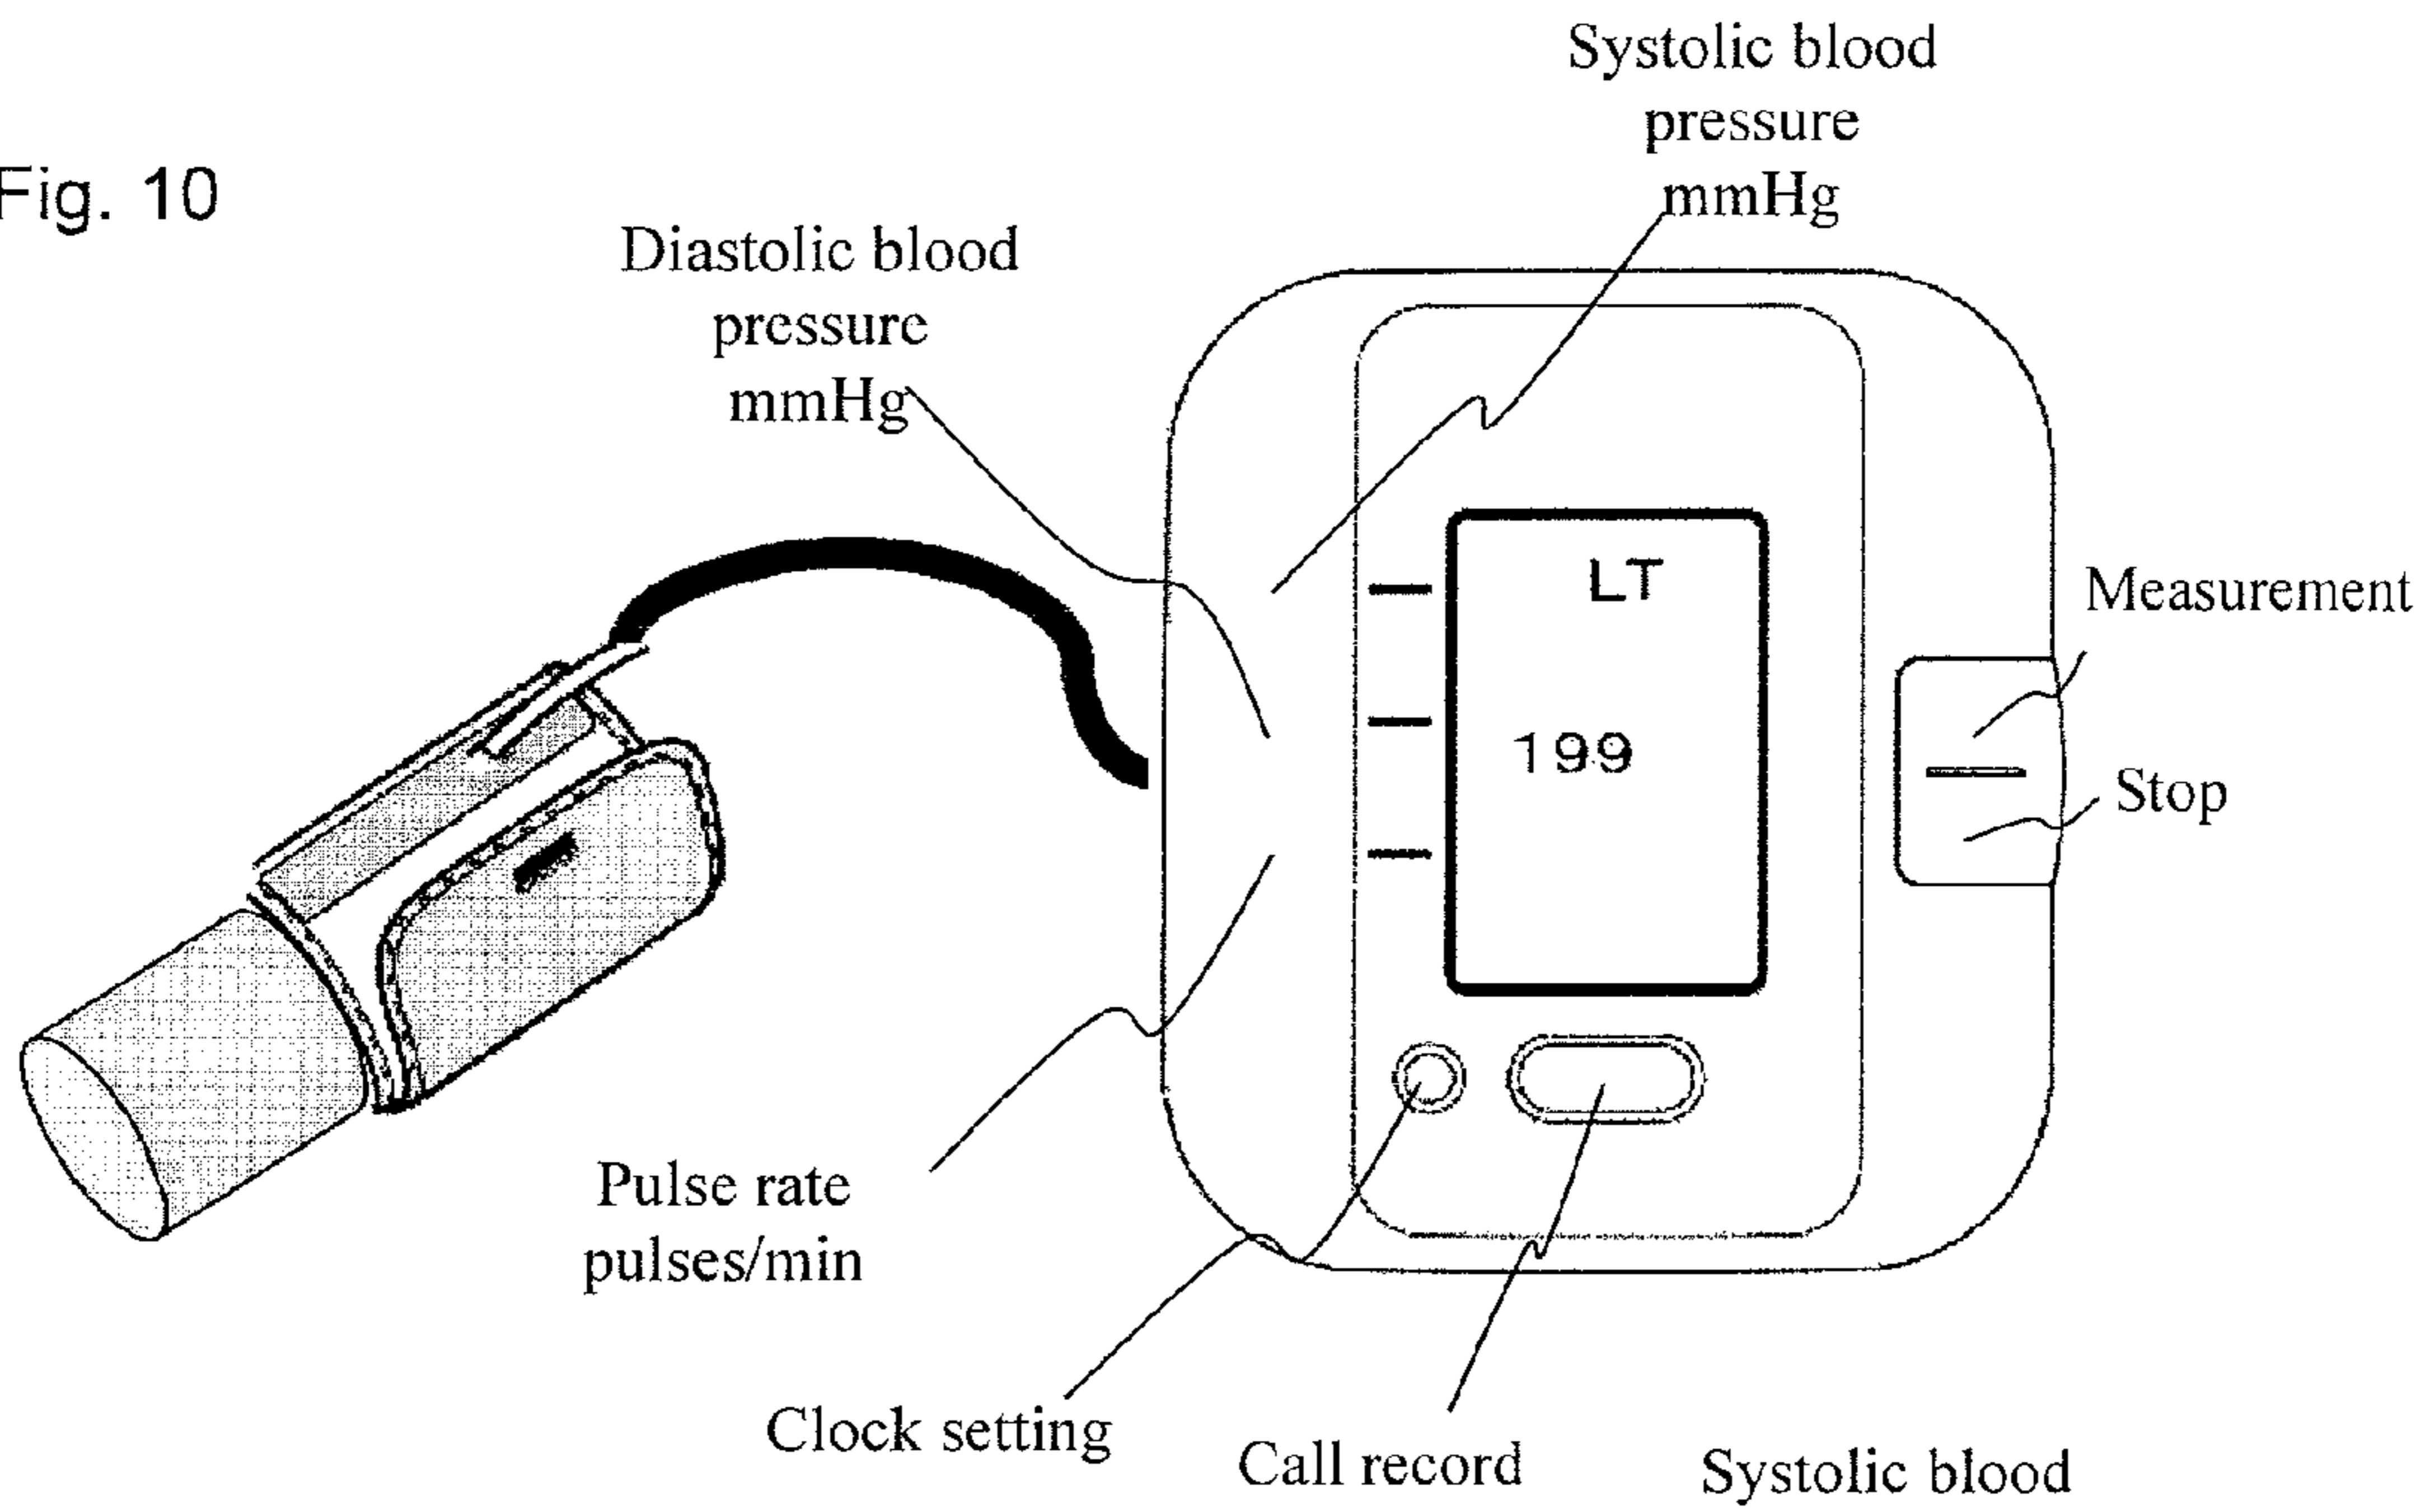 Systolic blood
pressure
mmHg
Fig. 10
Diastolic blood
pressure
mmHg
LT
Measurement
199
Stop
Pulse rate
pulses/min
Clock setting
Call record
Systolic blood